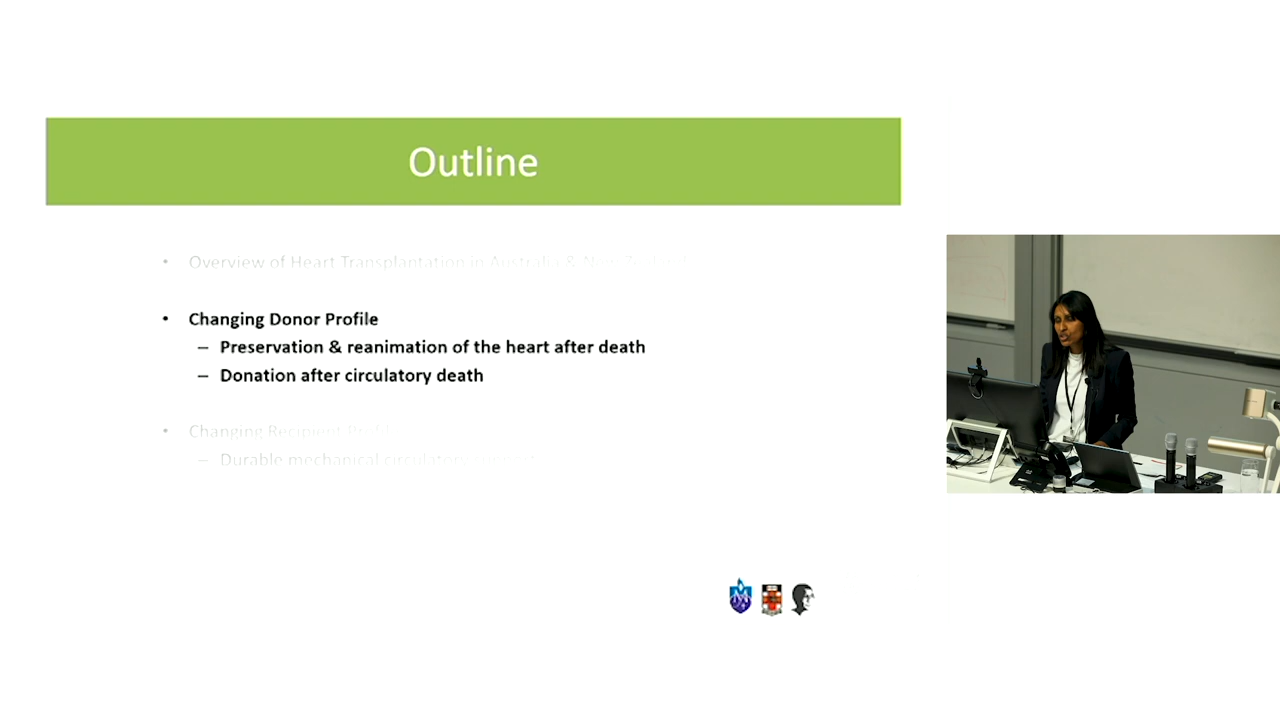 Outline
• Overview of Heart Transplantation in Australia & New Zealand
• Changing Donor Profile
– Preservation & reanimation of the heart after death
– Donation after circulatory death
• Changing Recipient Profile
– Durable mechanical circulatory